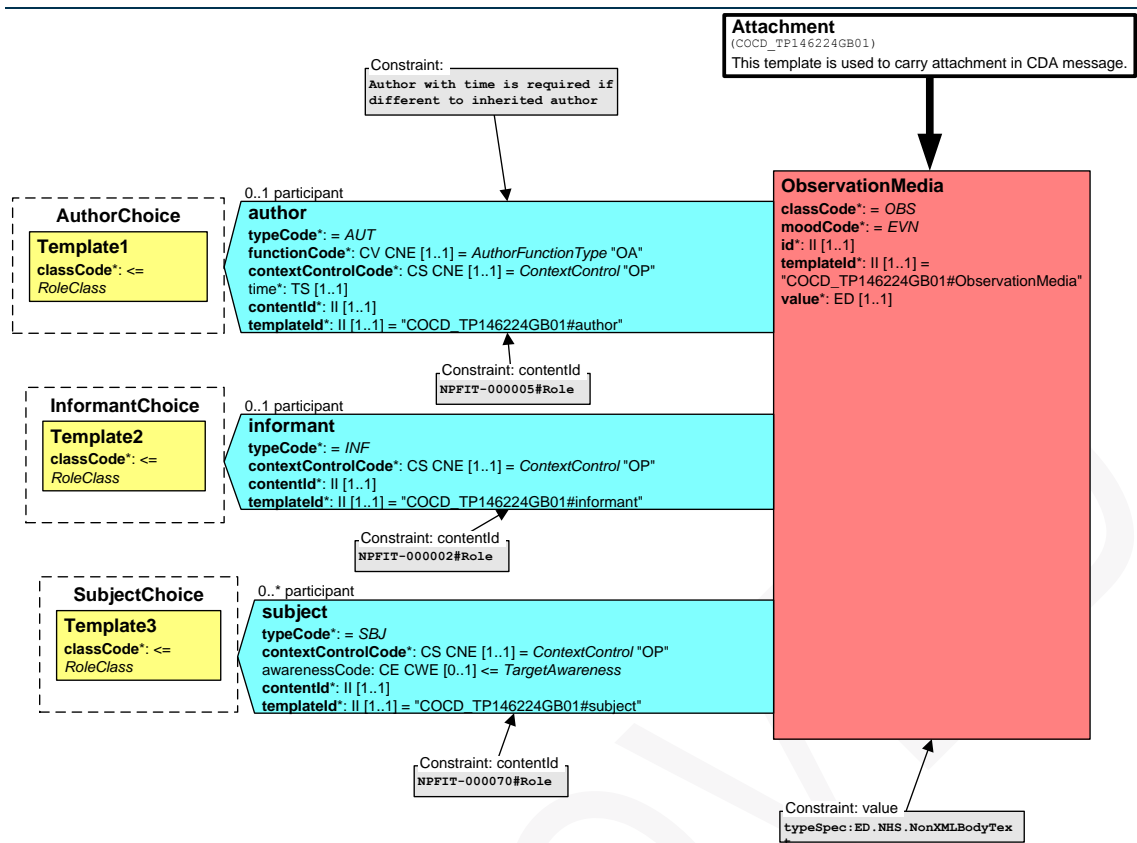 Attachment
(COCD_TP146224GB01)
This template is used to carry attachment in CDA message.
Constraint:
Author with time is required if
different to inherited author
0..1 participant
AuthorChoice
Template1
classCode*: <=
RoleClass
author
typeCode*: = AUT
functionCode*: CV CNE [1..1] = AuthorFunctionType "OA"
contextControlCode*: CS CNE [1..1] = ContextControl "OP"
time*: TS [1..1]
contentId*: II [1..1]
templateId*: II [1..1] = "COCD_TP146224GB01#author"
ObservationMedia
classCode*: = OBS
moodCode*: = EVN
id*: II [1..1]
templateId*: II [1..1] =
"COCD_TP146224GB01#ObservationMedia"
value*: ED [1..1]
Constraint: contentId
NPFIT-000005#Role
0..1 participant
InformantChoice
Template2
classCode*: <=
RoleClass
informant
typeCode*: = INF
contextControlCode*: CS CNE [1..1] = ContextControl "OP"
contentId*: II [1..1]
templateId*: II [1..1] = "COCD_TP146224GB01#informant"
Constraint: contentId
NPFIT-000002#Role
0..* participant
SubjectChoice
Template3
classCode*: <=
RoleClass
subject
typeCode*: = SBJ
contextControlCode*: CS CNE [1..1] = ContextControl "OP"
awarenessCode: CE CWE [0..1] <= TargetAwareness
contentId*: II [1..1]
templateId*: II [1..1] = "COCD_TP146224GB01#subject"
Constraint: contentId
NPFIT-000070#Role
Constraint: value
typeSpec:ED.NHS.NonXMLBodyTex